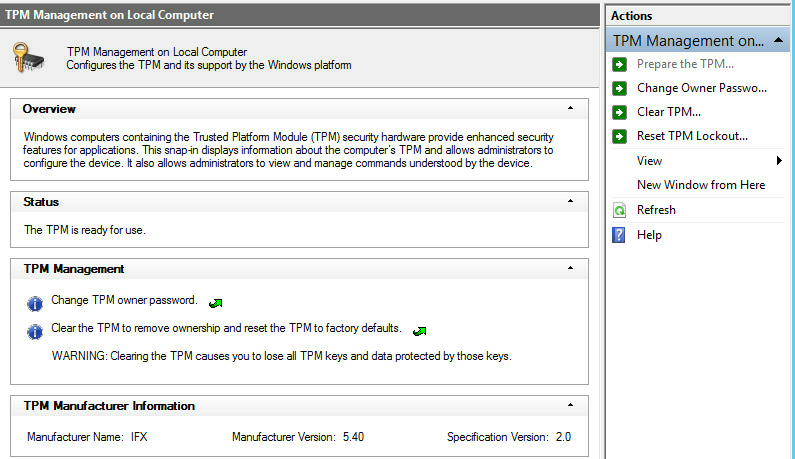 TPM Management on Local Computer
TPM Management on Local Computer
Configures the TPM and its support by the Windows platform
Overview
Windows computers containing the Trusted Platform Module (TPM) security hardware provide enhanced security
features for applications. This snap-in displays information about the computer's TPM and allows administrators to
configure the device. It also allows administrators to view and manage commands understood by the device.
Status
The TPM is ready for use.
TPM Management
Change TPM owner password.
Clear the TPM to remove ownership and reset the TPM to factory defaults.
WARNING: Clearing the TPM causes you to lose all TPM keys and data protected by those keys.
TPM Manufacturer Information
Manufacturer Name: IFX Manufacturer Version: 5.40 Specification Version: 2.0
Actions
TPM Management on...
Prepare the TPM...
Change Owner Passwo...
Clear TPM...
Reset TPM Lockout...
View
New Window from Here
Refresh
Help